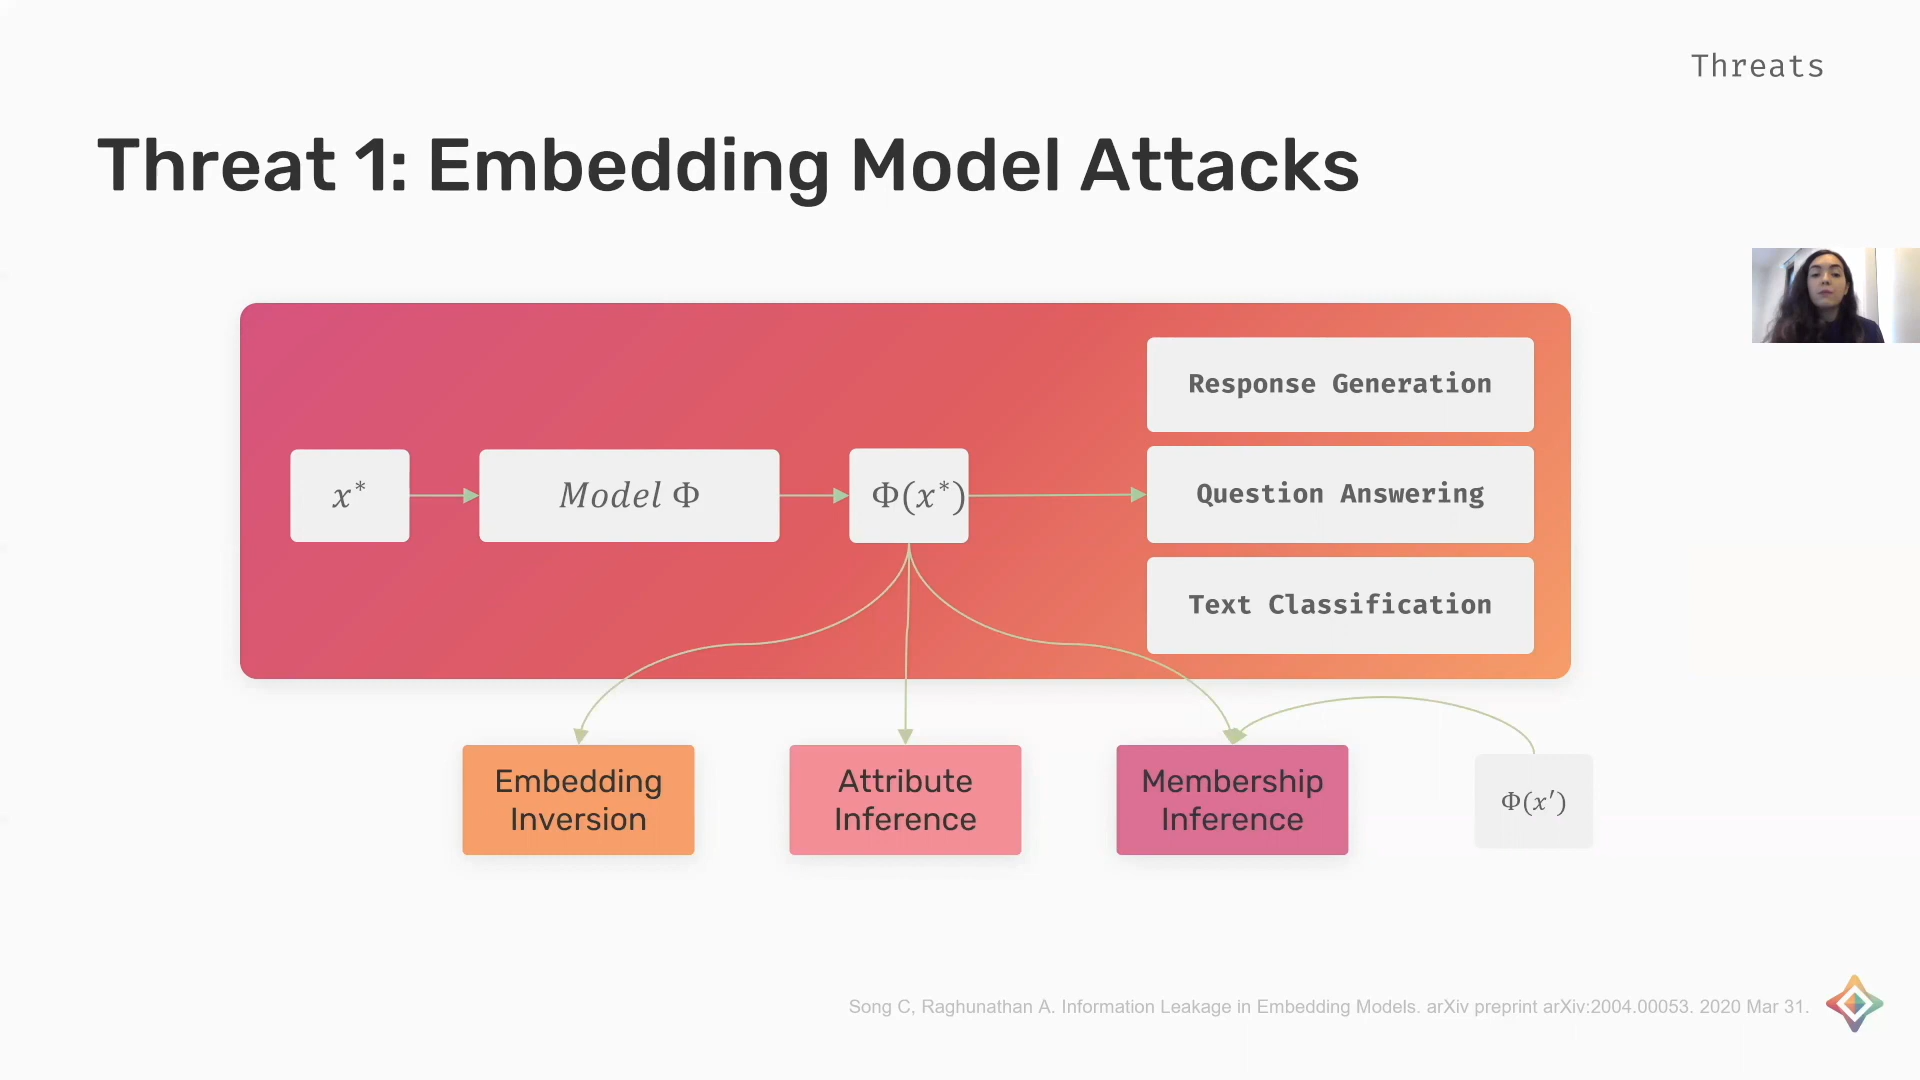 Threats
Threat 1: Embedding Model Attacks
x*
Model Φ
Φ(x*)
Response Generation
Question Answering
Text Classification
Embedding
Inversion
Attribute
Inference
Membership
Inference
Φ(x′)
Song C, Raghunathan A. Information Leakage in Embedding Models. arXiv preprint arXiv:2004.00053. 2020 Mar 31.